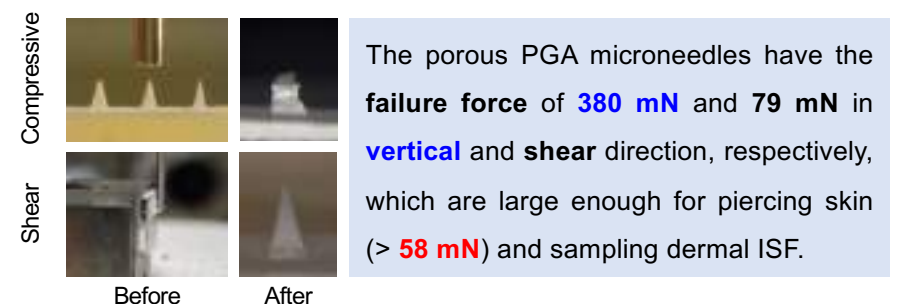 Compressive
Shear
Before
After
The porous PGA microneedles have the
failure force of 380 mN and 79 mN in
vertical and shear direction, respectively,
which are large enough for piercing skin
(> 58 mN) and sampling dermal ISF.